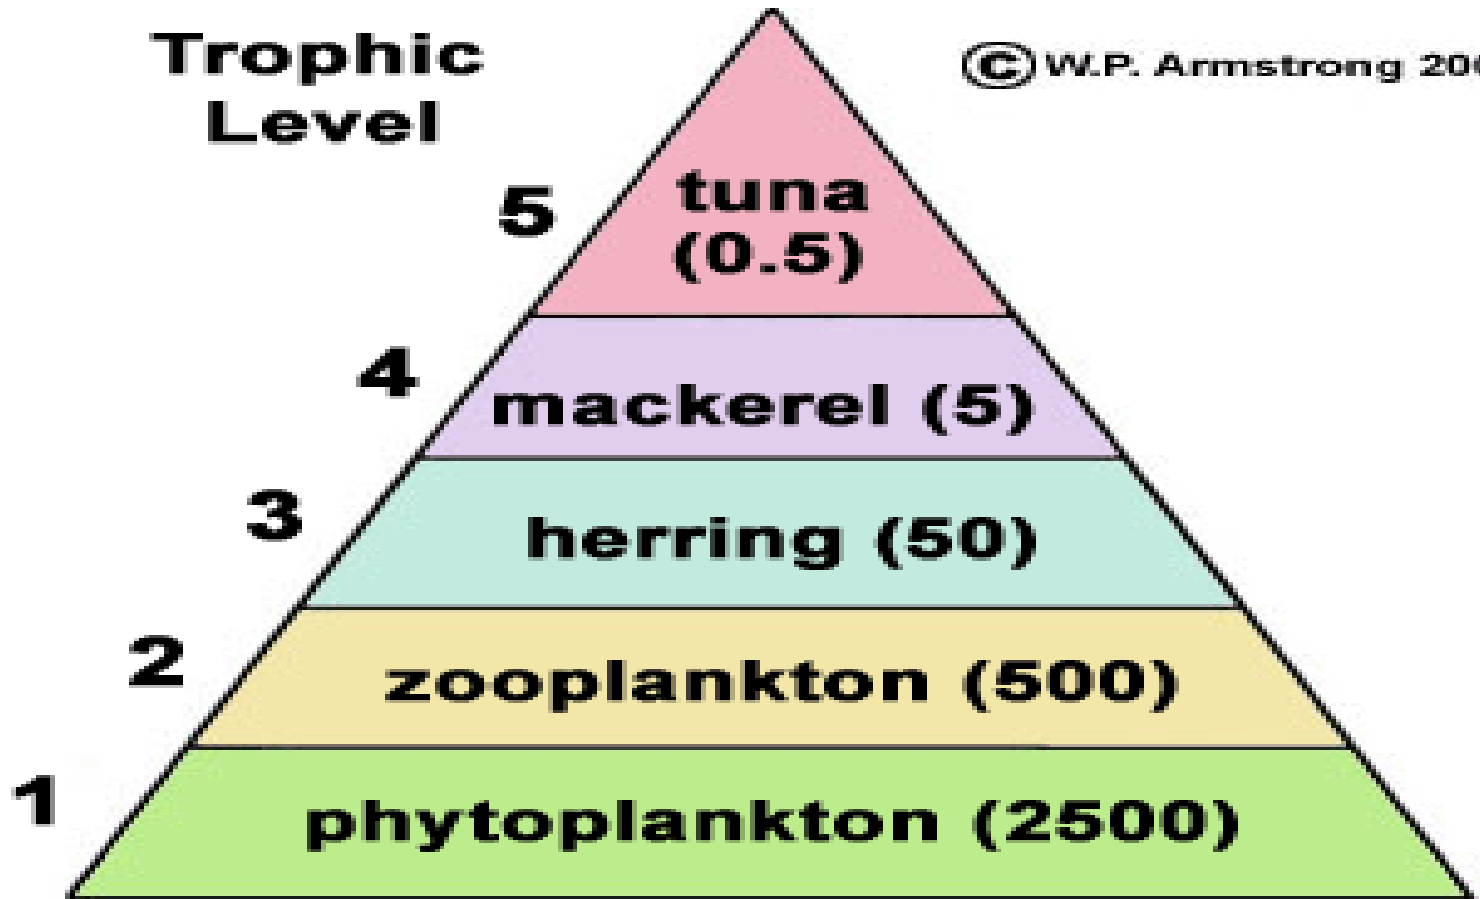 Trophic
Level
© W.P. Armstrong
5
tuna
(0.5)
4
mackerel (5)
3
herring (50)
2
zooplankton (500)
1
phytoplankton (2500)